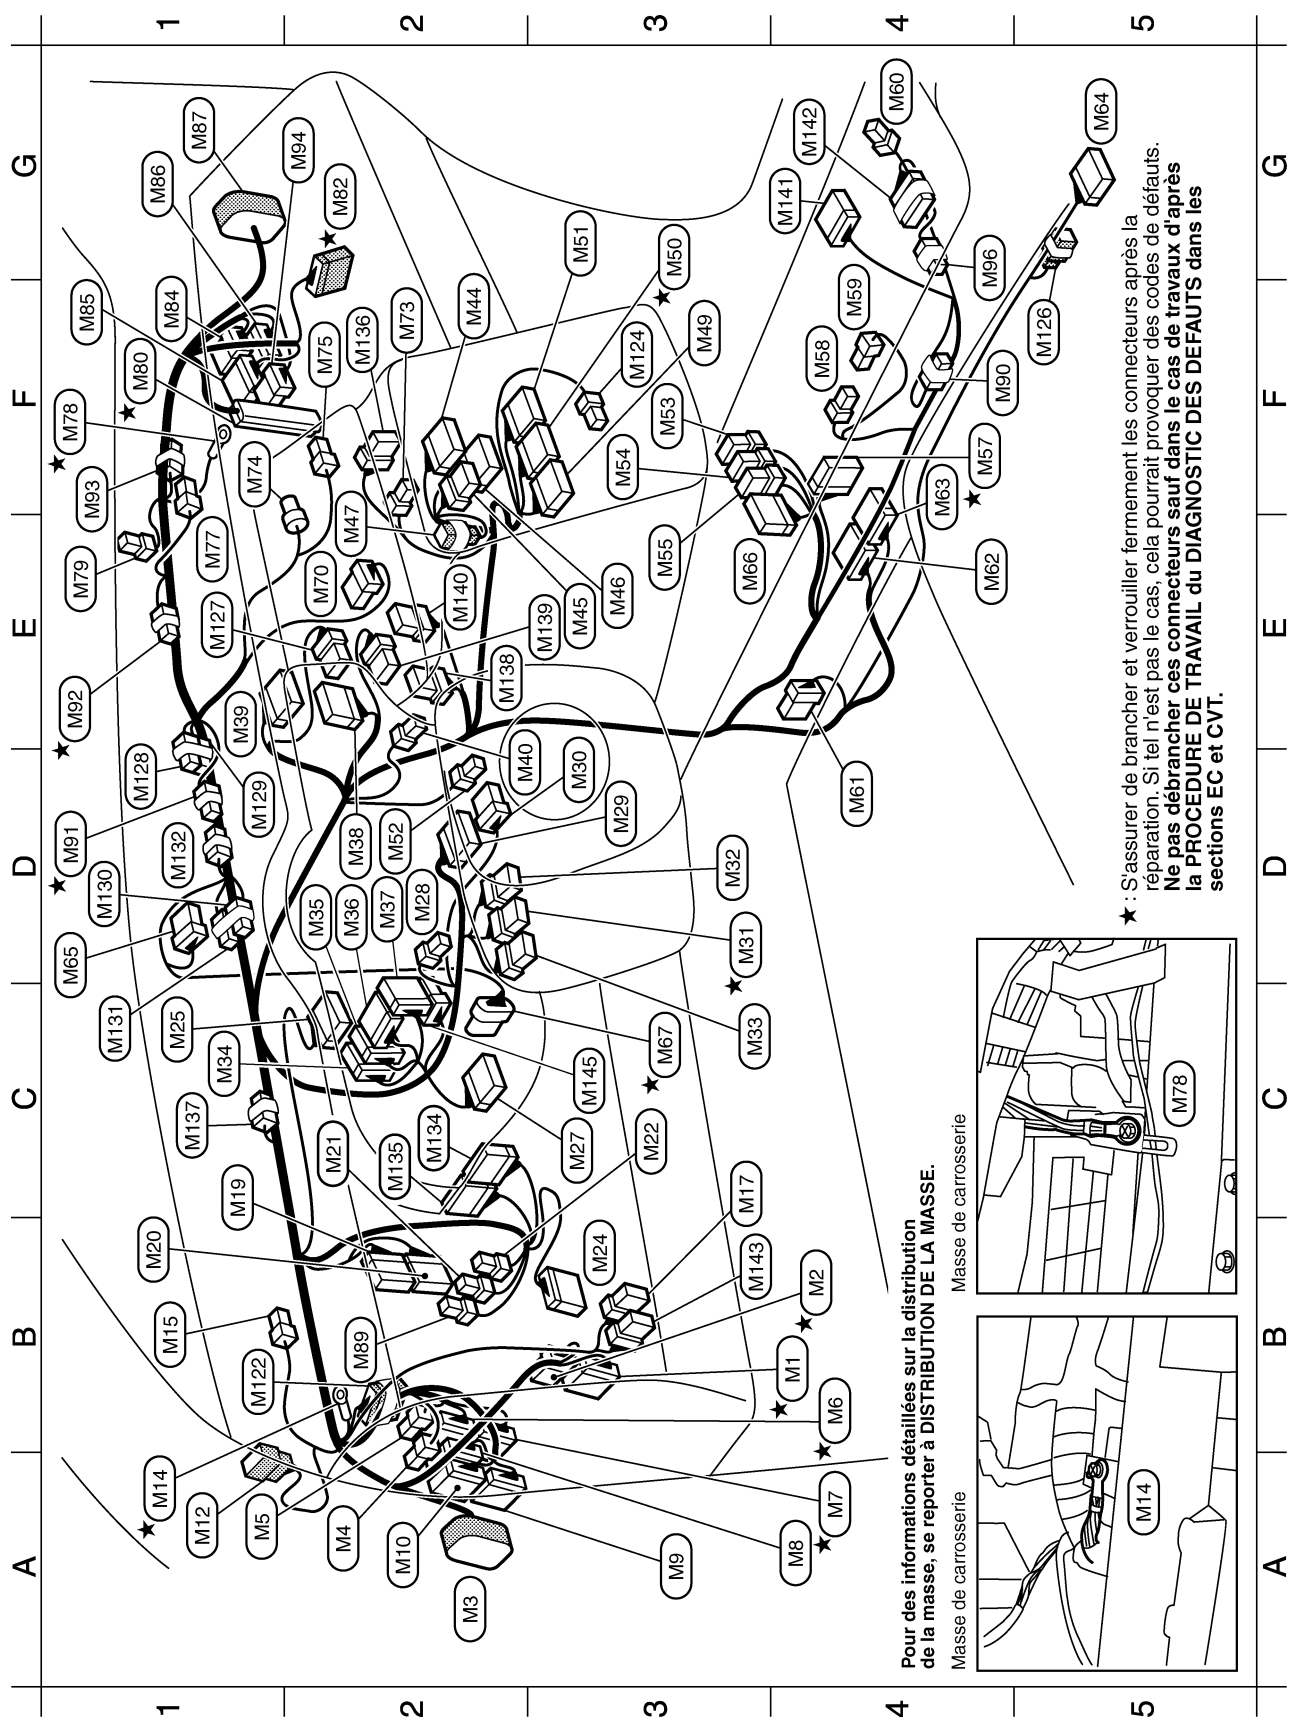 A
B
C
D
E
F
G
1
2
3
4
5
M3
M10
M4
M5
M12
★ M14
M122
M15
M89
M20
M19
M21
M135
M134
M137
M34
M25
M131
M65
M130
M132
★ M91
M128
M129
★ M92
M39
M127
M79
M77
M93
★ M78
M80 ★
M85
M84
M86
M87
M94
M82 ★
M75
M136
M73
M44
M51
M50 ★
M49
M124
M74
M47
M70
M140
M139
M138
M45
M46
M38
M52
M40
M30
M29
M28
M37
M36
M35
M32
M31 ★
M33
M67 ★
M145
M27
M22
M17
M24
M143
M2 ★
M1 ★
M6 ★
M7
M8 ★
M9
M53
M54
M55
M66
M58
M59
M141
M142
M60
M64
M96
M126
M90
M57
M63 ★
M62
M61
Pour des informations détaillées sur la distribution
de la masse, se reporter à DISTRIBUTION DE LA MASSE.
Masse de carrosserie
M14
Masse de carrosserie
M78
★ : S'assurer de brancher et verrouiller fermement les connecteurs après la
réparation. Si tel n'est pas le cas, cela pourrait provoquer des codes de défauts.
Ne pas débrancher ces connecteurs sauf dans le cas de travaux d'après
la PROCEDURE DE TRAVAIL du DIAGNOSTIC DES DEFAUTS dans les
sections EC et CVT.
1
2
3
4
5
A
B
C
D
E
F
G